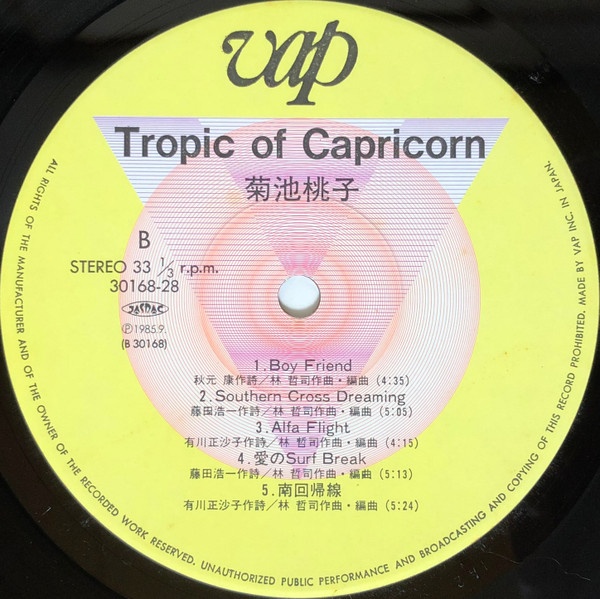 vap
Tropic of Capricorn
菊池桃子
B
STEREO 33 1/3 r.p.m.
30168-28
JASRAC
Ⓟ1985.9.
(B 30168)
1.Boy Friend
秋元 康作詩/林 哲司作曲・編曲 (4:35)
2.Southern Cross Dreaming
藤田浩一作詩/林 哲司作曲・編曲 (5:05)
3.Alfa Flight
有川正沙子作詩/林 哲司作曲・編曲 (4:15)
4.愛のSurf Break
藤田浩一作詩/林 哲司作曲・編曲 (5:13)
5.南回帰線
有川正沙子作詩/林 哲司作曲・編曲 (5:24)
ALL RIGHTS OF THE MANUFACTURER AND OF THE OWNER OF THE RECORDED WORK RESERVED. UNAUTHORIZED PUBLIC PERFORMANCE AND BROADCASTING AND COPYING OF THIS RECORD PROHIBITED. MADE BY VAP INC. IN JAPAN.